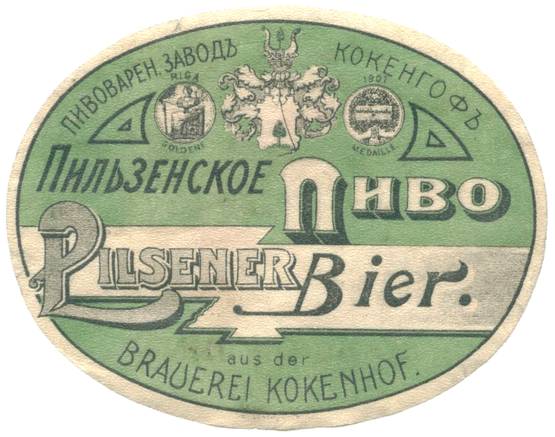 ПИВОВАРЕН. ЗАВОДЪ КОКЕНГОФЪ
RIGA 1901
GOLDENE MEDAILLE
ПИЛЬЗЕНСКОЕ ПИВО
PILSENER Bier.
aus der
BRAUEREI KOKENHOF.